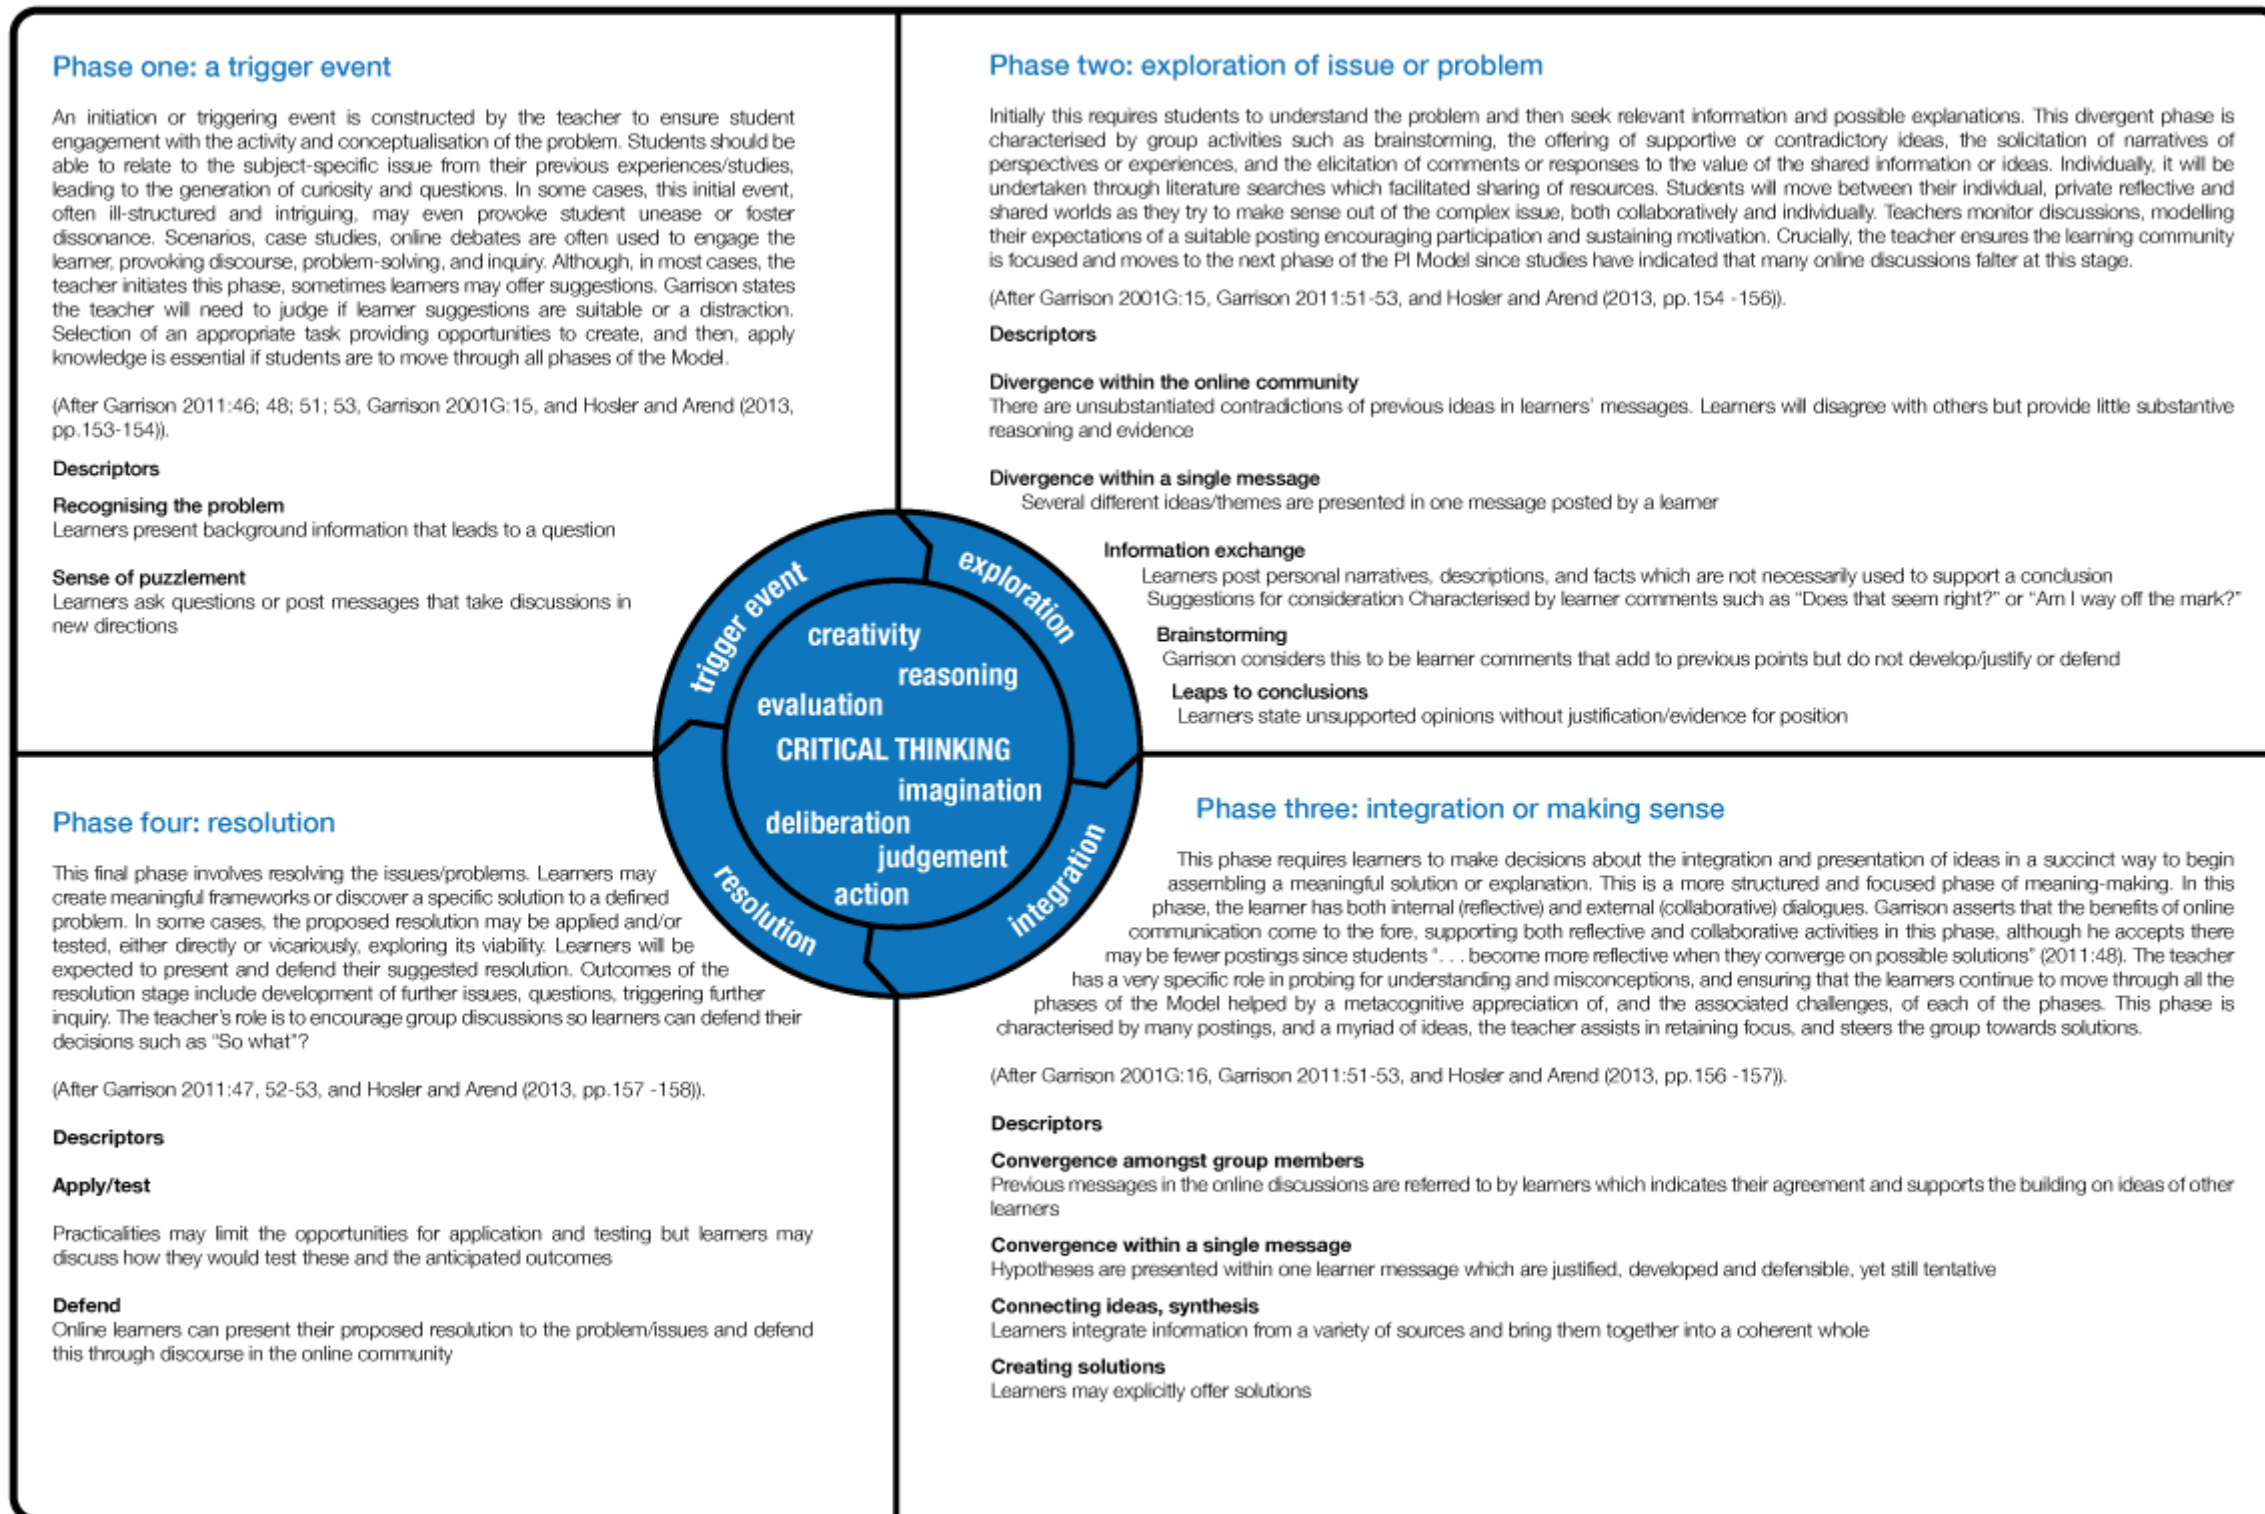 Phase one: a trigger event
An initiation or triggering event is constructed by the teacher to ensure student
engagement with the activity and conceptualisation of the problem. Students should be
able to relate to the subject-specific issue from their previous experiences/studies,
leading to the generation of curiosity and questions. In some cases, this initial event,
often ill-structured and intriguing, may even provoke student unease or foster
dissonance. Scenarios, case studies, online debates are often used to engage the
learner, provoking discourse, problem-solving, and inquiry. Although, in most cases, the
teacher initiates this phase, sometimes learners may offer suggestions. Garrison states
the teacher will need to judge if learner suggestions are suitable or a distraction.
Selection of an appropriate task providing opportunities to create, and then, apply
knowledge is essential if students are to move through all phases of the Model.
(After Garrison 2011:46; 48; 51; 53, Garrison 2001G:15, and Hosler and Arend (2013,
pp.153-154)).
Descriptors
Recognising the problem
Learners present background information that leads to a question
Sense of puzzlement
Learners ask questions or post messages that take discussions in
new directions
Phase two: exploration of issue or problem
Initially this requires students to understand the problem and then seek relevant information and possible explanations. This divergent phase is
characterised by group activities such as brainstorming, the offering of supportive or contradictory ideas, the solicitation of narratives of
perspectives or experiences, and the elicitation of comments or responses to the value of the shared information or ideas. Individually, it will be
undertaken through literature searches which facilitated sharing of resources. Students will move between their individual, private reflective and
shared worlds as they try to make sense out of the complex issue, both collaboratively and individually. Teachers monitor discussions, modelling
their expectations of a suitable posting encouraging participation and sustaining motivation. Crucially, the teacher ensures the learning community
is focused and moves to the next phase of the PI Model since studies have indicated that many online discussions falter at this stage.
(After Garrison 2001G:15, Garrison 2011:51-53, and Hosler and Arend (2013, pp.154 -156)).
Descriptors
Divergence within the online community
There are unsubstantiated contradictions of previous ideas in learners' messages. Learners will disagree with others but provide little substantive
reasoning and evidence
Divergence within a single message
Several different ideas/themes are presented in one message posted by a learner
Information exchange
Learners post personal narratives, descriptions, and facts which are not necessarily used to support a conclusion
Suggestions for consideration Characterised by learner comments such as "Does that seem right?" or "Am I way off the mark?"
Brainstorming
Garrison considers this to be learner comments that add to previous points but do not develop/justify or defend
Leaps to conclusions
Learners state unsupported opinions without justification/evidence for position
trigger event
exploration
integration
resolution
creativity
reasoning
evaluation
CRITICAL THINKING
imagination
deliberation
judgement
action
Phase three: integration or making sense
This phase requires learners to make decisions about the integration and presentation of ideas in a succinct way to begin
assembling a meaningful solution or explanation. This is a more structured and focused phase of meaning-making. In this
phase, the learner has both internal (reflective) and external (collaborative) dialogues. Garrison asserts that the benefits of online
communication come to the fore, supporting both reflective and collaborative activities in this phase, although he accepts there
may be fewer postings since students ". . . become more reflective when they converge on possible solutions" (2011:48). The teacher
has a very specific role in probing for understanding and misconceptions, and ensuring that the learners continue to move through all the
phases of the Model helped by a metacognitive appreciation of, and the associated challenges, of each of the phases. This phase is
characterised by many postings, and a myriad of ideas, the teacher assists in retaining focus, and steers the group towards solutions.
(After Garrison 2001G:16, Garrison 2011:51-53, and Hosler and Arend (2013, pp.156 -157)).
Descriptors
Convergence amongst group members
Previous messages in the online discussions are referred to by learners which indicates their agreement and supports the building on ideas of other
learners
Convergence within a single message
Hypotheses are presented within one learner message which are justified, developed and defensible, yet still tentative
Connecting ideas, synthesis
Learners integrate information from a variety of sources and bring them together into a coherent whole
Creating solutions
Learners may explicitly offer solutions
Phase four: resolution
This final phase involves resolving the issues/problems. Learners may
create meaningful frameworks or discover a specific solution to a defined
problem. In some cases, the proposed resolution may be applied and/or
tested, either directly or vicariously, exploring its viability. Learners will be
expected to present and defend their suggested resolution. Outcomes of the
resolution stage include development of further issues, questions, triggering further
inquiry. The teacher's role is to encourage group discussions so learners can defend their
decisions such as "So what"?
(After Garrison 2011:47, 52-53, and Hosler and Arend (2013, pp.157 -158)).
Descriptors
Apply/test
Practicalities may limit the opportunities for application and testing but learners may
discuss how they would test these and the anticipated outcomes
Defend
Online learners can present their proposed resolution to the problem/issues and defend
this through discourse in the online community